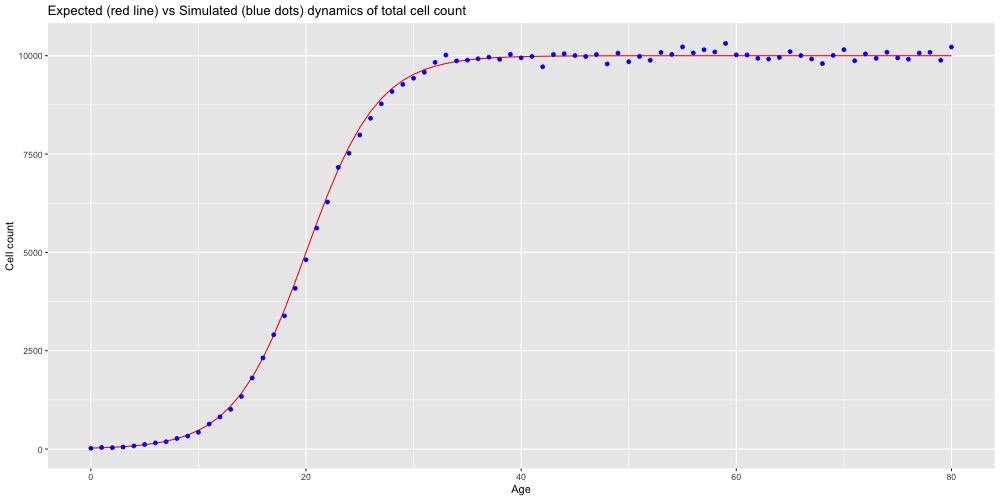 Expected (red line) vs Simulated (blue dots) dynamics of total cell count
10000
7500
5000
2500
0
Cell count
0 20 40 60 80
Age